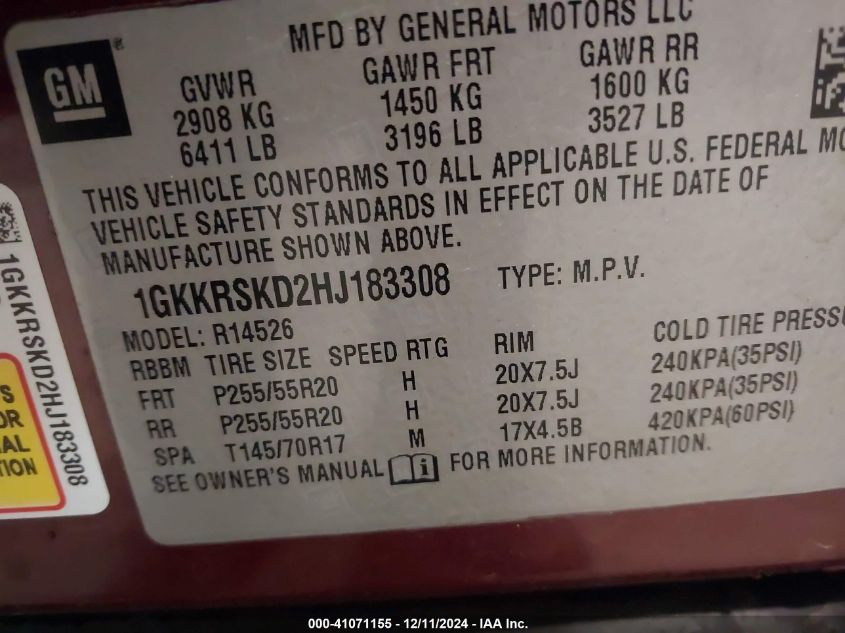 GM
MFD BY GENERAL MOTORS LLC
GVWR GAWR FRT GAWR RR
2908 KG 1450 KG 1600 KG
6411 LB 3196 LB 3527 LB
THIS VEHICLE CONFORMS TO ALL APPLICABLE U.S. FEDERAL
VEHICLE SAFETY STANDARDS IN EFFECT ON THE DATE OF
MANUFACTURE SHOWN ABOVE.
1GKKRSKD2HJ183308 TYPE: M.P.V.
MODEL: R14526
RBBM TIRE SIZE SPEED RTG RIM COLD TIRE PRESSU
FRT P255/55R20 H 20X7.5J 240KPA(35PSI)
RR P255/55R20 H 20X7.5J 240KPA(35PSI)
SPA T145/70R17 M 17X4.5B 420KPA(60PSI)
SEE OWNER'S MANUAL i FOR MORE INFORMATION.
1GKKRSKD2HJ183308
000-41071155 - 12/11/2024 - IAA Inc.